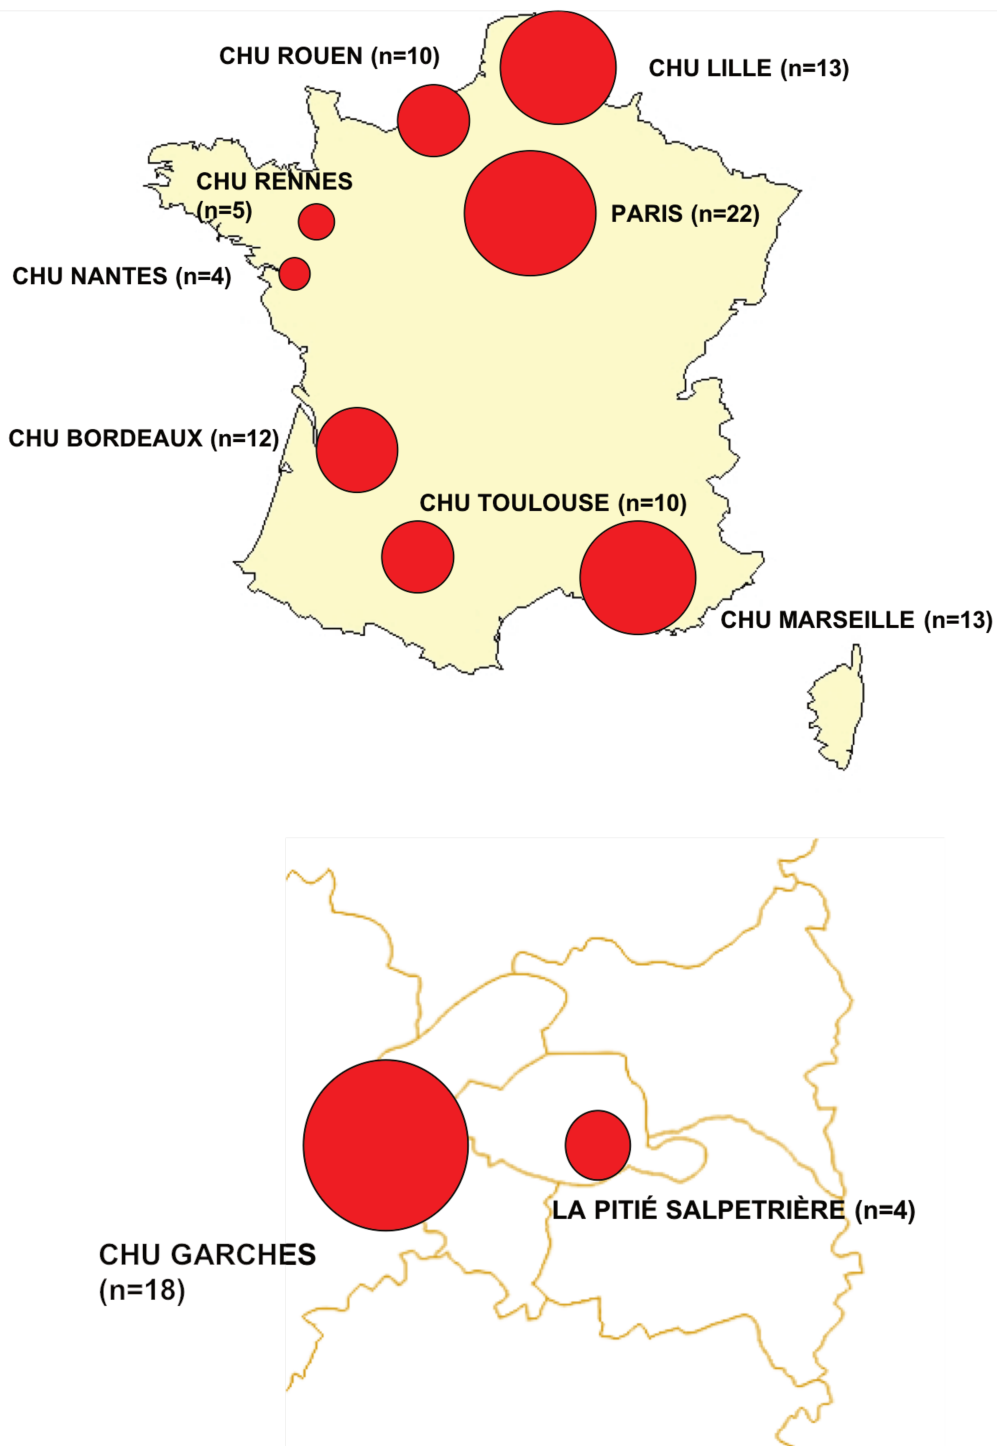 CHU ROUEN (n=10)
CHU LILLE (n=13)
CHU RENNES
(n=5)
PARIS (n=22)
CHU NANTES (n=4)
CHU BORDEAUX (n=12)
CHU TOULOUSE (n=10)
CHU MARSEILLE (n=13)
LA PITIÉ SALPETRIÈRE (n=4)
CHU GARCHES
(n=18)